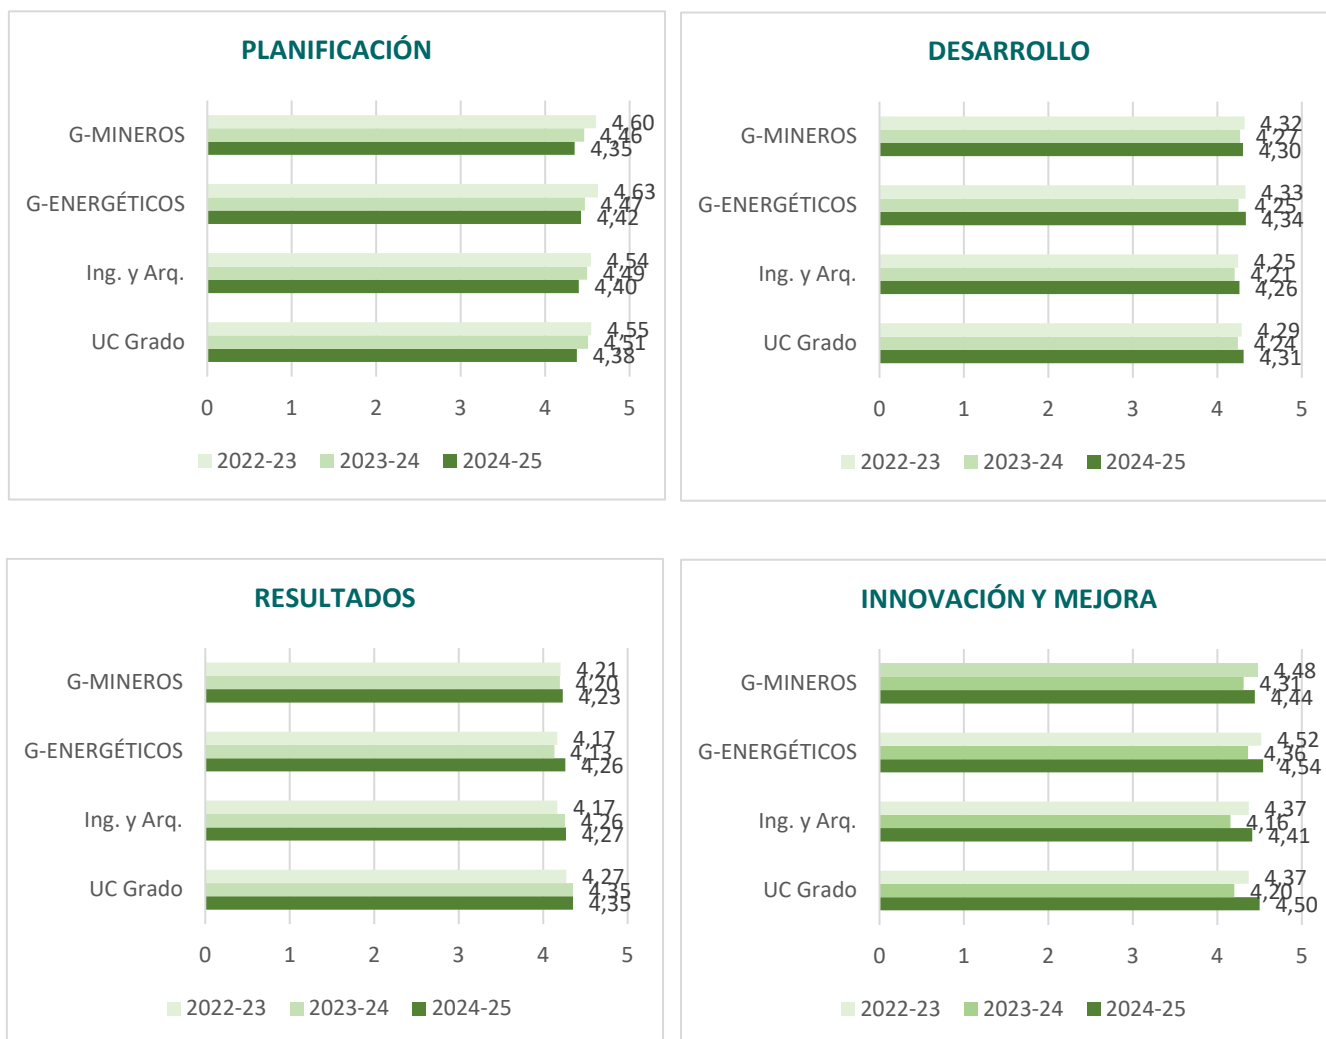 PLANIFICACIÓN
G-MINEROS
4,60
4,46
4,35
G-ENERGÉTICOS
4,63
4,47
4,42
Ing. y Arq.
4,54
4,49
4,40
UC Grado
4,55
4,51
4,38
0 1 2 3 4 5
2022-23 2023-24 2024-25
DESARROLLO
G-MINEROS
4,32
4,27
4,30
G-ENERGÉTICOS
4,33
4,25
4,34
Ing. y Arq.
4,25
4,21
4,26
UC Grado
4,29
4,24
4,31
0 1 2 3 4 5
2022-23 2023-24 2024-25
RESULTADOS
G-MINEROS
4,21
4,20
4,23
G-ENERGÉTICOS
4,17
4,13
4,26
Ing. y Arq.
4,17
4,26
4,27
UC Grado
4,27
4,35
4,35
0 1 2 3 4 5
2022-23 2023-24 2024-25
INNOVACIÓN Y MEJORA
G-MINEROS
4,48
4,31
4,44
G-ENERGÉTICOS
4,52
4,36
4,54
Ing. y Arq.
4,37
4,16
4,41
UC Grado
4,37
4,20
4,50
0 1 2 3 4 5
2022-23 2023-24 2024-25